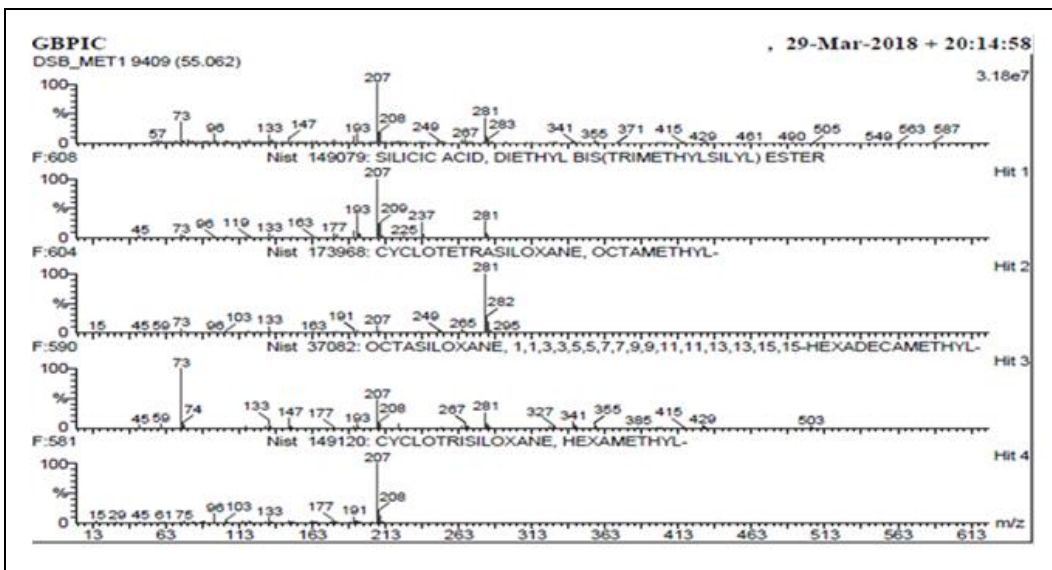 GBPIC , 29-Mar-2018 + 20:14:58
DSB_MET1 9409 (55.062)
3.18e7
100
%
0
57 73 96 133 147 193 207 208 249 267 281 283 341 355 371 415 429 461 490 505 549 563 587
F:608 Nist 149079: SILICIC ACID, DIETHYL BIS(TRIMETHYLSILYL) ESTER
Hit 1
100
%
0
45 73 96 119 133 163 177 193 207 209 225 237 281
F:604 Nist 173968: CYCLOTETRASILOXANE, OCTAMETHYL-
Hit 2
100
%
0
15 45 59 73 96 103 133 163 191 207 249 265 281 282 295
F:590 Nist 37082: OCTASILOXANE, 1,1,3,3,5,5,7,7,9,9,11,11,13,13,15,15-HEXADECAMETHYL-
Hit 3
100
%
0
45 59 73 74 133 147 177 193 207 208 267 281 327 341 355 385 415 429 503
F:581 Nist 149120: CYCLOTRISILOXANE, HEXAMETHYL-
Hit 4
100
%
0
15 29 45 61 75 96 103 133 177 191 207 208
m/z
13 63 113 163 213 263 313 363 413 463 513 563 613